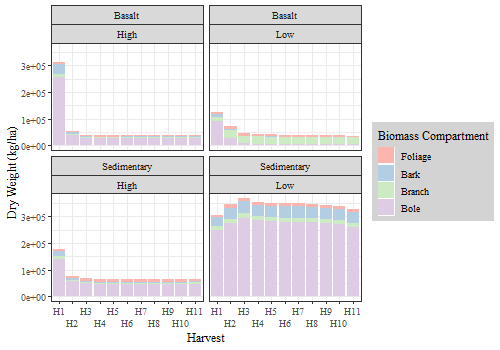 Basalt
Basalt
High
Low
3e+05
2e+05
1e+05
0e+00
Sedimentary
Sedimentary
High
Low
3e+05
2e+05
1e+05
0e+00
H1 H3 H5 H7 H9 H11 H1 H3 H5 H7 H9 H11
H2 H4 H6 H8 H10 H2 H4 H6 H8 H10
Harvest
Dry Weight (kg/ha)
Biomass Compartment
Foliage
Bark
Branch
Bole